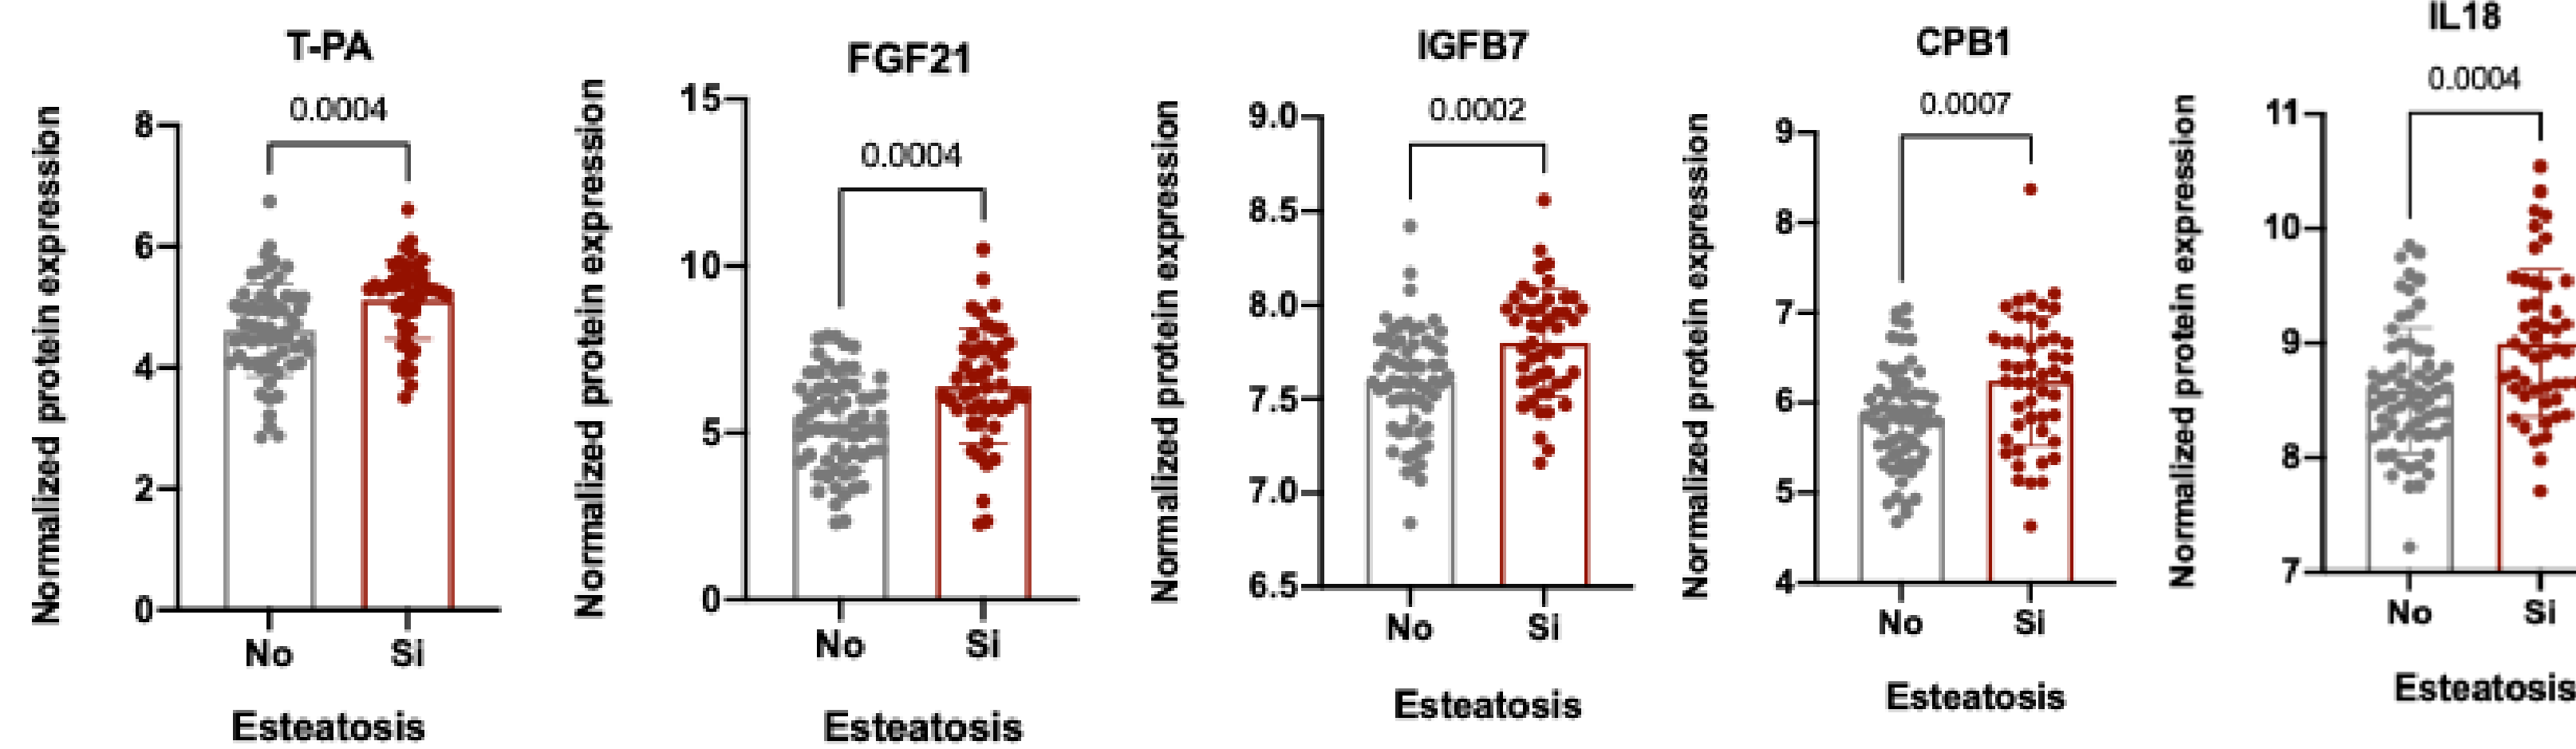 T-PA
0.0004
Normalized protein expression
8
6
4
2
0
No Si
Esteatosis
FGF21
0.0004
Normalized protein expression
15
10
5
0
No Si
Esteatosis
IGFB7
0.0002
Normalized protein expression
9.0
8.5
8.0
7.5
7.0
6.5
No Si
Esteatosis
CPB1
0.0007
Normalized protein expression
9
8
7
6
5
4
No Si
Esteatosis
IL18
0.0004
Normalized protein expression
11
10
9
8
7
No Si
Esteatosis